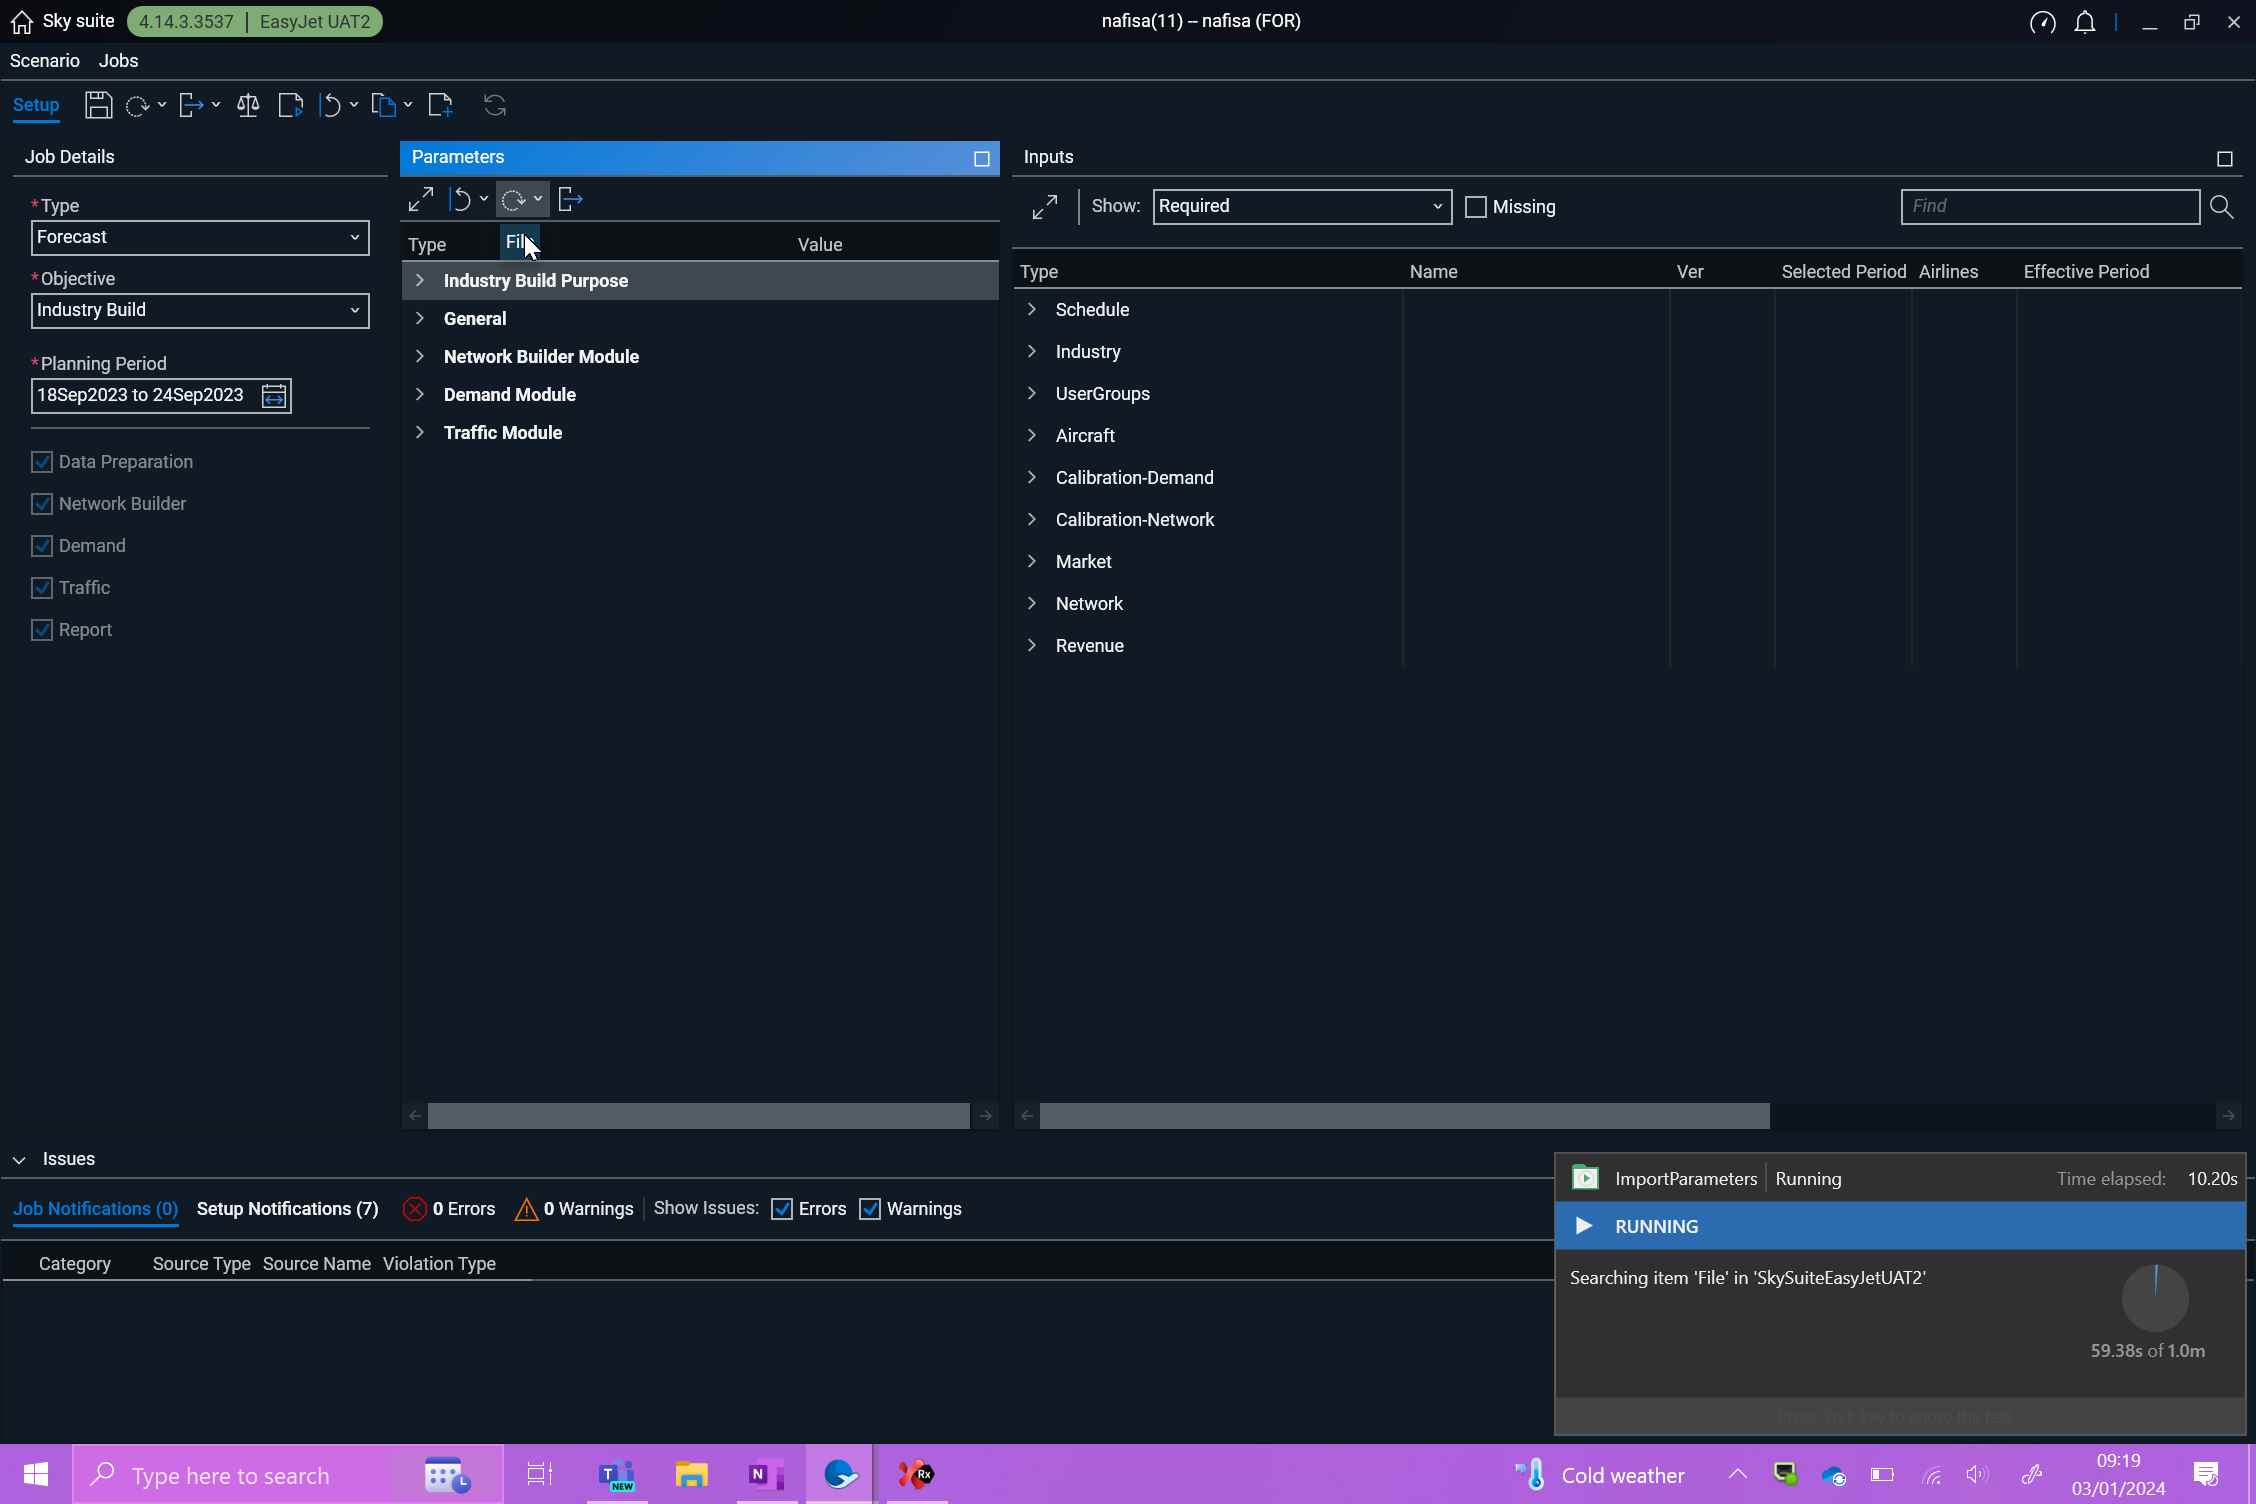 Sky suite 4.14.3.3537 | EasyJet UAT2 nafisa(11) -- nafisa (FOR)
Scenario Jobs
Setup
Job Details
*Type
Forecast
*Objective
Industry Build
*Planning Period
18Sep2023 to 24Sep2023
Data Preparation
Network Builder
Demand
Traffic
Report
Parameters
Type Value
Industry Build Purpose
General
Network Builder Module
Demand Module
Traffic Module
Inputs
Show: Required Missing Find
Type Name Ver Selected Period Airlines Effective Period
Schedule
Industry
UserGroups
Aircraft
Calibration-Demand
Calibration-Network
Market
Network
Revenue
Issues
Job Notifications (0) Setup Notifications (7) 0 Errors 0 Warnings Show Issues: Errors Warnings
Category Source Type Source Name Violation Type
ImportParameters Running Time elapsed: 10.20s
RUNNING
Searching item 'File' in 'SkySuiteEasyJetUAT2'
59.38s of 1.0m
Type here to search
T
NEW
N
Rx
Cold weather
09:19
03/01/2024